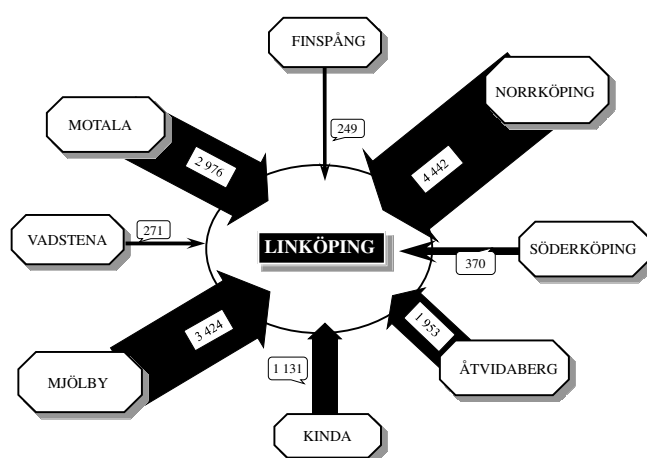 FINSPÅNG
NORRKÖPING
MOTALA
249
2 976
4 442
VADSTENA
271
LINKÖPING
370
SÖDERKÖPING
3 424
1 953
MJÖLBY
1 131
ÅTVIDABERG
KINDA